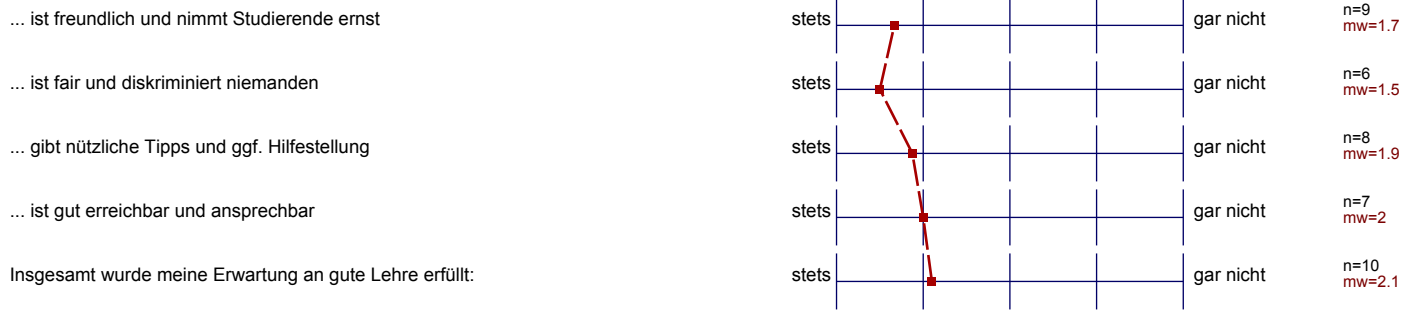 ... ist freundlich und nimmt Studierende ernst stets gar nicht n=9
mw=1.7
... ist fair und diskriminiert niemanden stets gar nicht n=6
mw=1.5
... gibt nützliche Tipps und ggf. Hilfestellung stets gar nicht n=8
mw=1.9
... ist gut erreichbar und ansprechbar stets gar nicht n=7
mw=2
Insgesamt wurde meine Erwartung an gute Lehre erfüllt: stets gar nicht n=10
mw=2.1